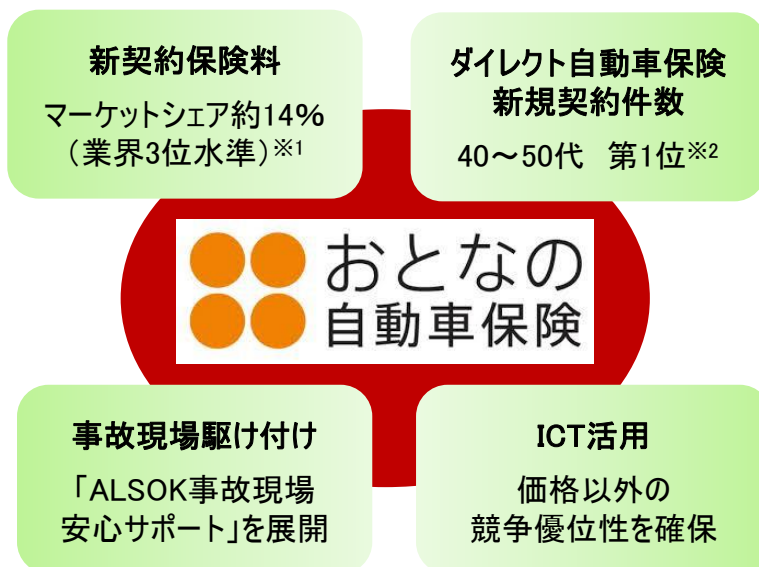 新契約保険料
マーケットシェア約14%
（業界3位水準）※1
ダイレクト自動車保険
新規契約件数
40～50代　第1位※2
おとなの
自動車保険
事故現場駆け付け
「ALSOK事故現場
安心サポート」を展開
ICT活用
価格以外の
競争優位性を確保